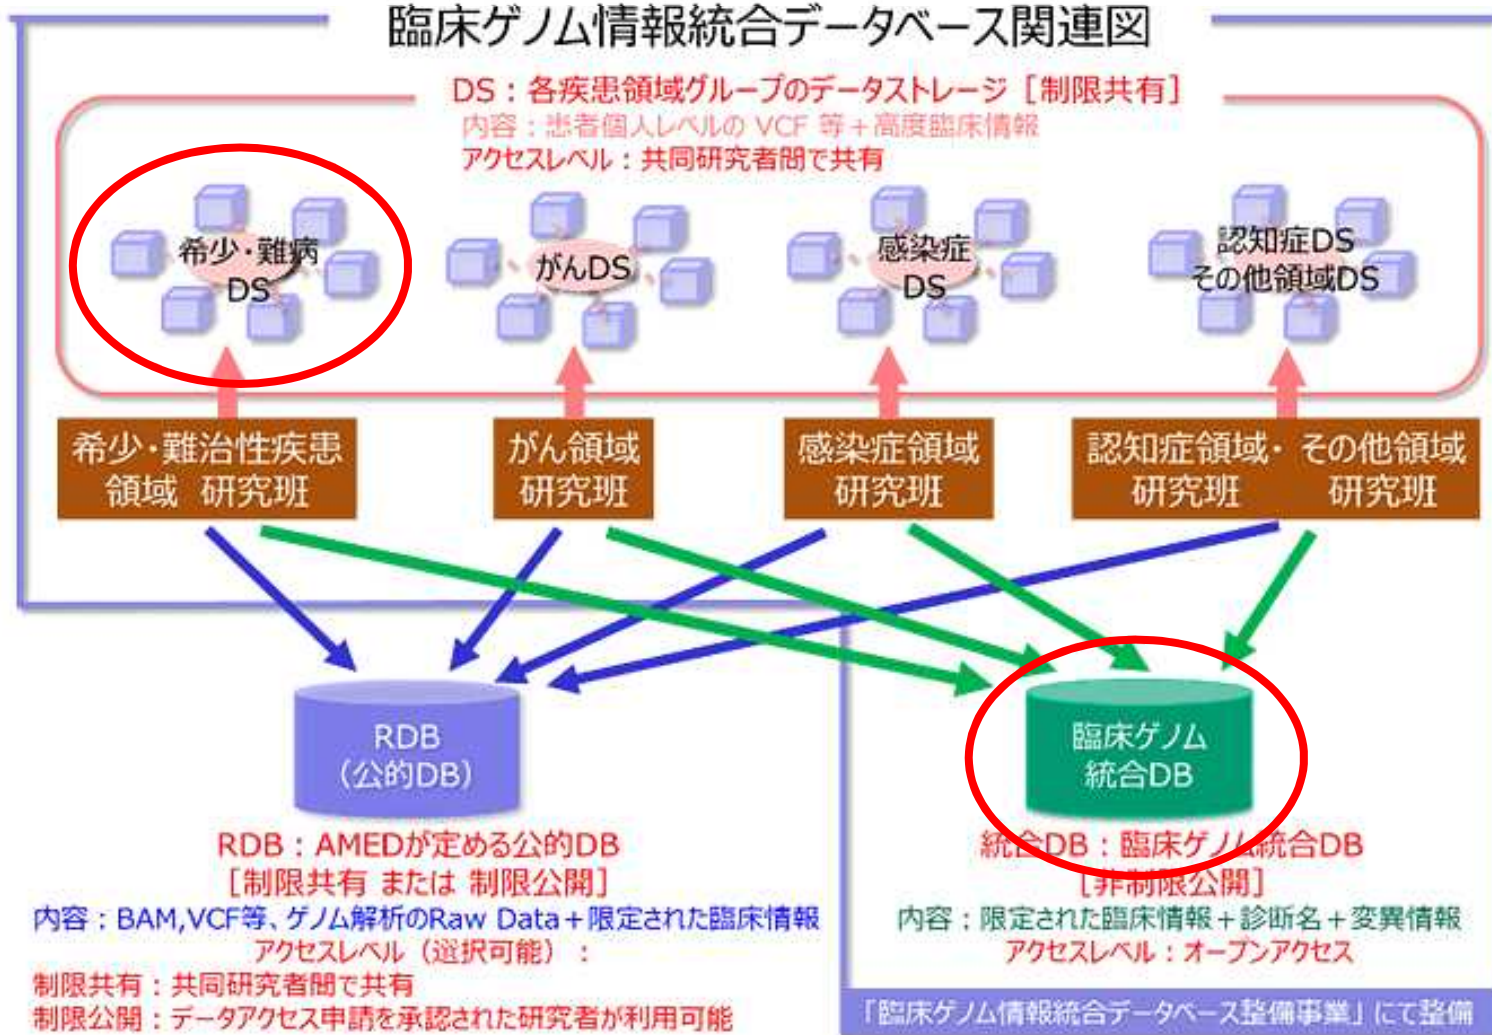 臨床ゲノム情報統合データベース関連図
DS：各疾患領域グループのデータストレージ［制限共有］
内容：患者個人レベルの VCF 等＋高度臨床情報
アクセスレベル：共同研究者間で共有
希少・難病
DS
がんDS
感染症
DS
認知症DS
その他領域DS
希少・難治性疾患
領域 研究班
がん領域
研究班
感染症領域
研究班
認知症領域・ その他領域
研究班 研究班
RDB
（公的DB）
臨床ゲノム
統合DB
RDB：AMEDが定める公的DB
［制限共有 または 制限公開］
内容：BAM,VCF等、ゲノム解析のRaw Data＋限定された臨床情報
アクセスレベル（選択可能）：
制限共有：共同研究者間で共有
制限公開：データアクセス申請を承認された研究者が利用可能
統合DB：臨床ゲノム統合DB
［非制限公開］
内容：限定された臨床情報＋診断名＋変異情報
アクセスレベル：オープンアクセス
「臨床ゲノム情報統合データベース整備事業」にて整備